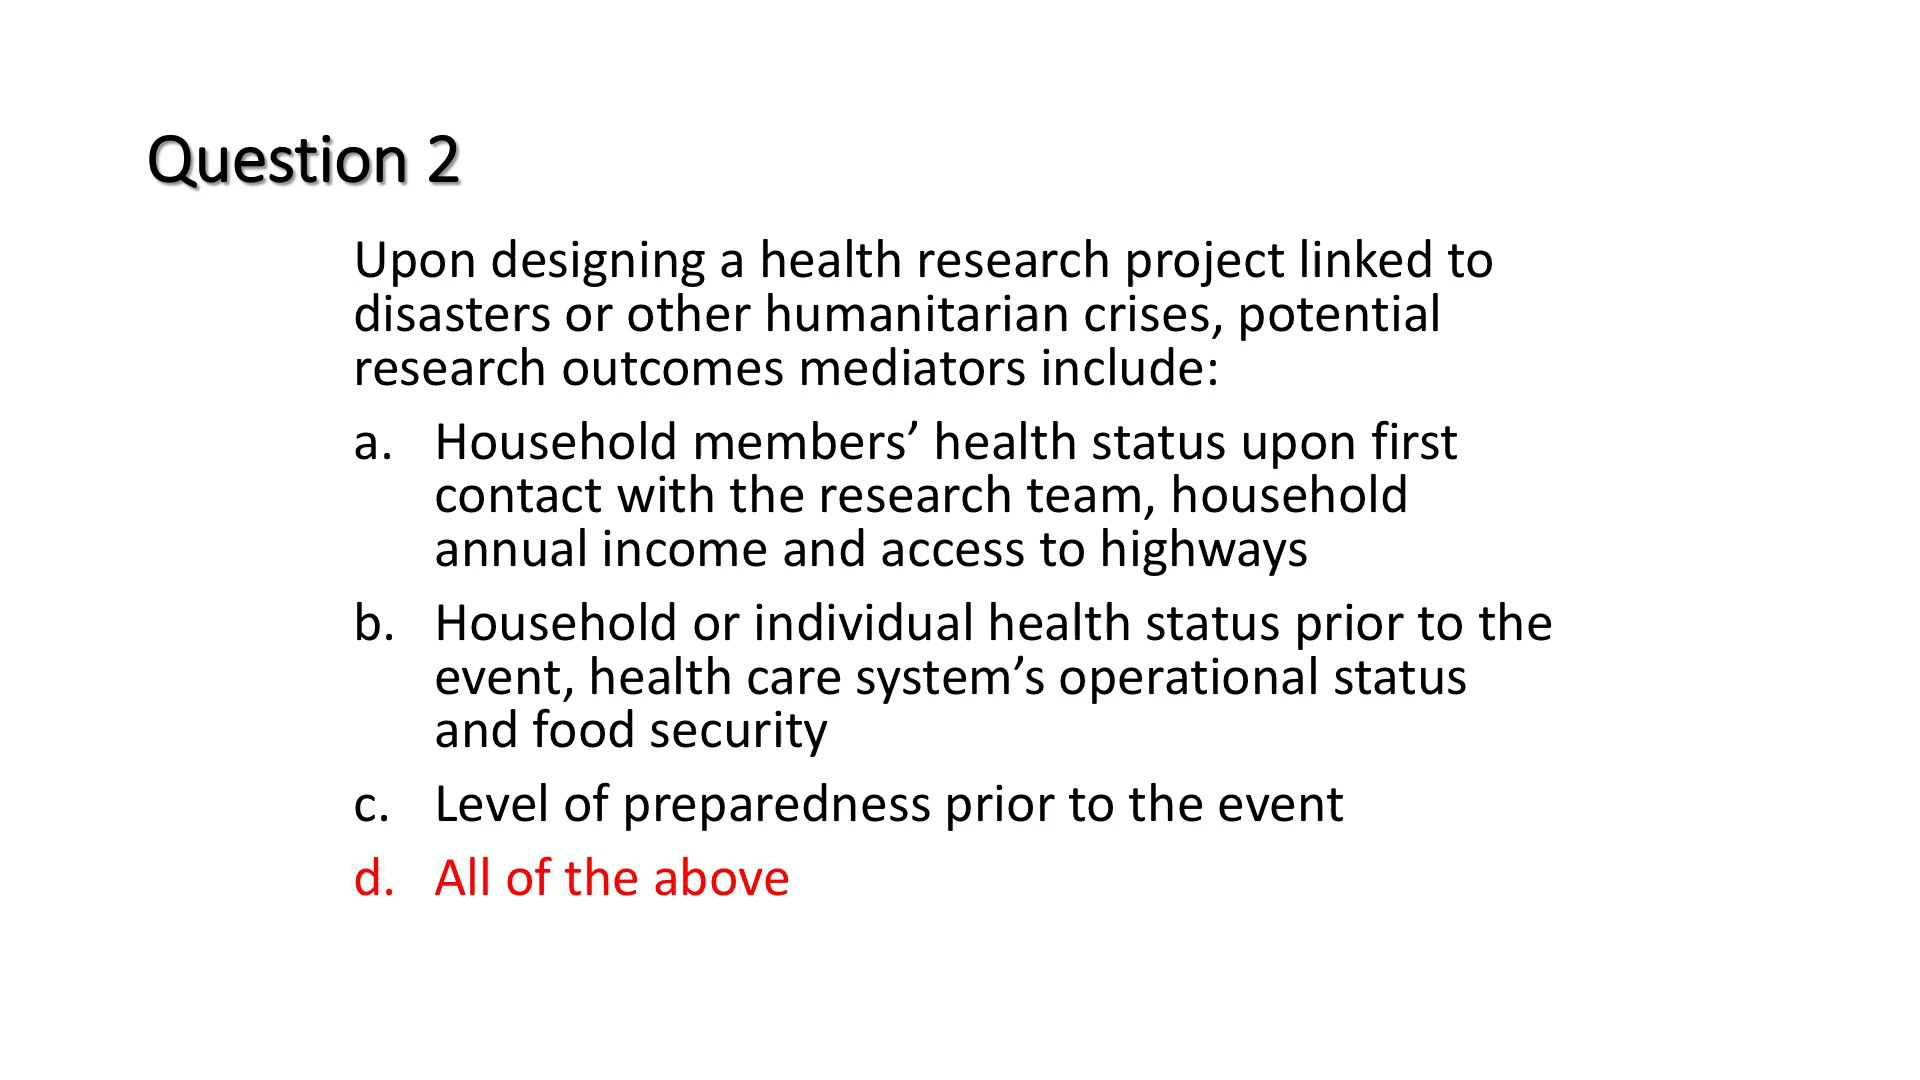 Question 2
Upon designing a health research project linked to
disasters or other humanitarian crises, potential
research outcomes mediators include:
a. Household members’ health status upon first
contact with the research team, household
annual income and access to highways
b. Household or individual health status prior to the
event, health care system’s operational status
and food security
c. Level of preparedness prior to the event
d. All of the above